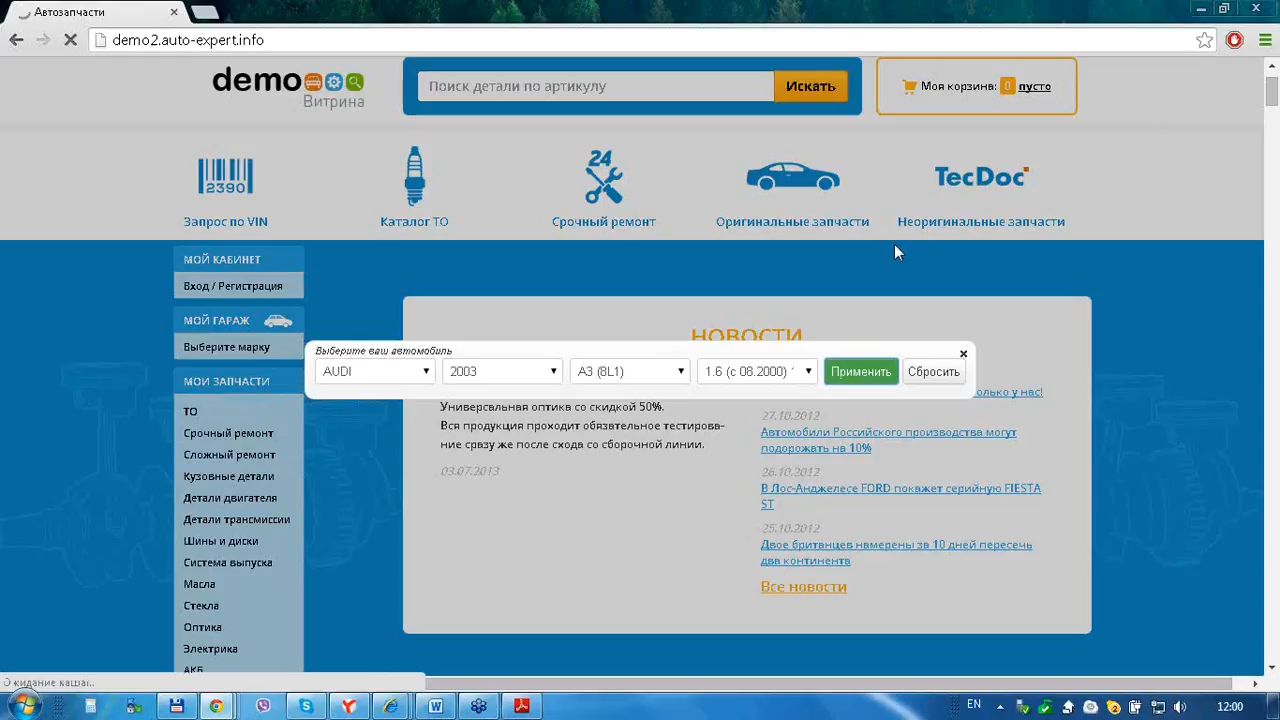 Автозапчасти
demo2.auto-expert.info
demo
Витрина
Поиск детали по артикулу
Искать
Моя корзина: 0 пусто
2390
24
TecDoc
Запрос по VIN
Каталог ТО
Срочный ремонт
Оригинальные запчасти
Неоригинальные запчасти
МОЙ КАБИНЕТ
Вход / Регистрация
МОЙ ГАРАЖ
Выберите марку
МОИ ЗАПЧАСТИ
ТО
Срочный ремонт
Сложный ремонт
Кузовные детали
Детали двигателя
Детали трансмиссии
Шины и диски
Система выпуска
Масла
Стекла
Оптика
Электрика
АКБ
НОВОСТИ
Выберите ваш автомобиль
AUDI
2003
A3 (8L1)
1.6 (с 08.2000)
Применить
Сбросить
только у нас!
Универсальная оптика со скидкой 50%.
Вся продукция проходит обязательное тестирова-
ние сразу же после схода со сборочной линии.
03.07.2013
27.10.2012
Автомобили Российского производства могут
подорожать на 10%
26.10.2012
В Лос-Анджелесе FORD покажет серийную FIESTA
ST
25.10.2012
Двое британцев намерены за 10 дней пересечь
два континента
Все новости
EN
12:00